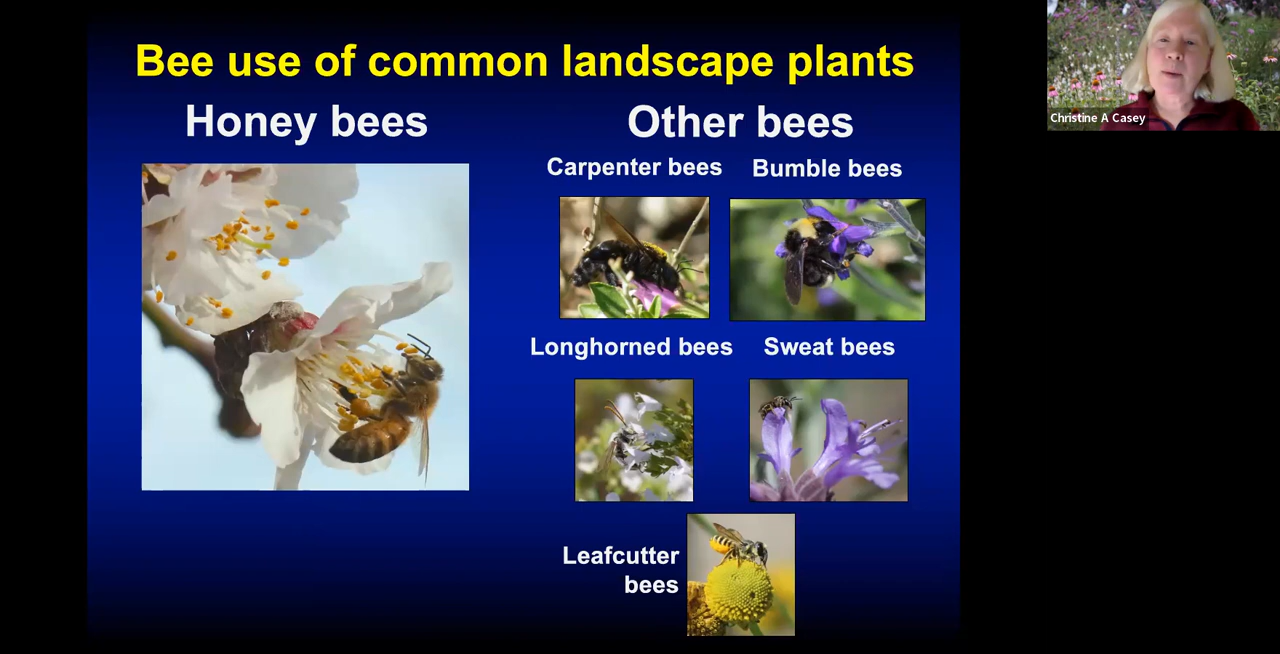 Bee use of common landscape plants
Honey bees
Other bees
Carpenter bees
Bumble bees
Longhorned bees
Sweat bees
Leafcutter
bees
Christine A Casey